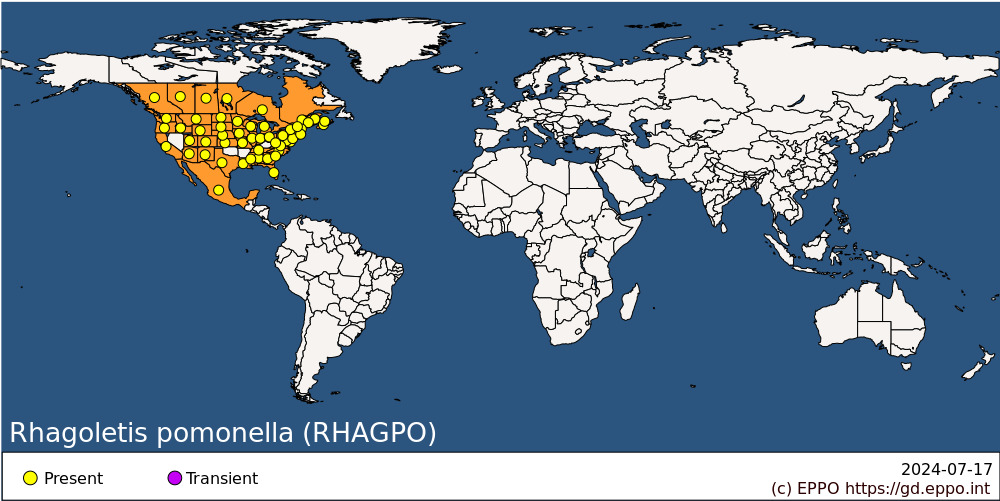 Rhagoletis pomonella (RHAGPO)
Present
Transient
2024-07-17
(c) EPPO https://gd.eppo.int